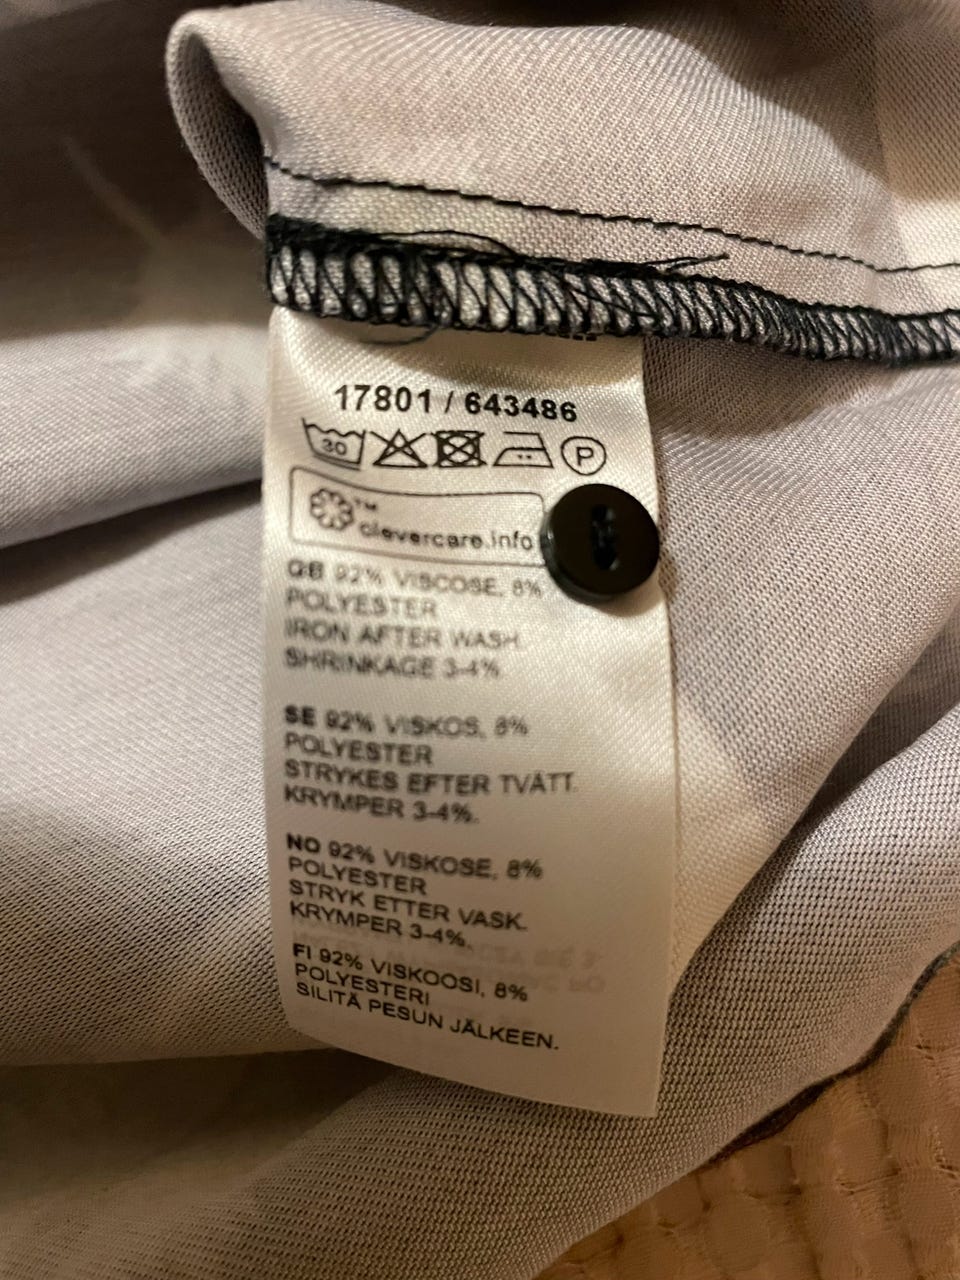 17801 / 643486
30 P
™
clevercare.info
GB 92% VISCOSE, 8%
POLYESTER
IRON AFTER WASH.
SHRINKAGE 3-4%.
SE 92% VISKOS, 8%
POLYESTER
STRYKES EFTER TVÄTT.
KRYMPER 3-4%.
NO 92% VISKOSE, 8%
POLYESTER
STRYK ETTER VASK.
KRYMPER 3-4%.
FI 92% VISKOOSI, 8%
POLYESTERI
SILITÄ PESUN JÄLKEEN.